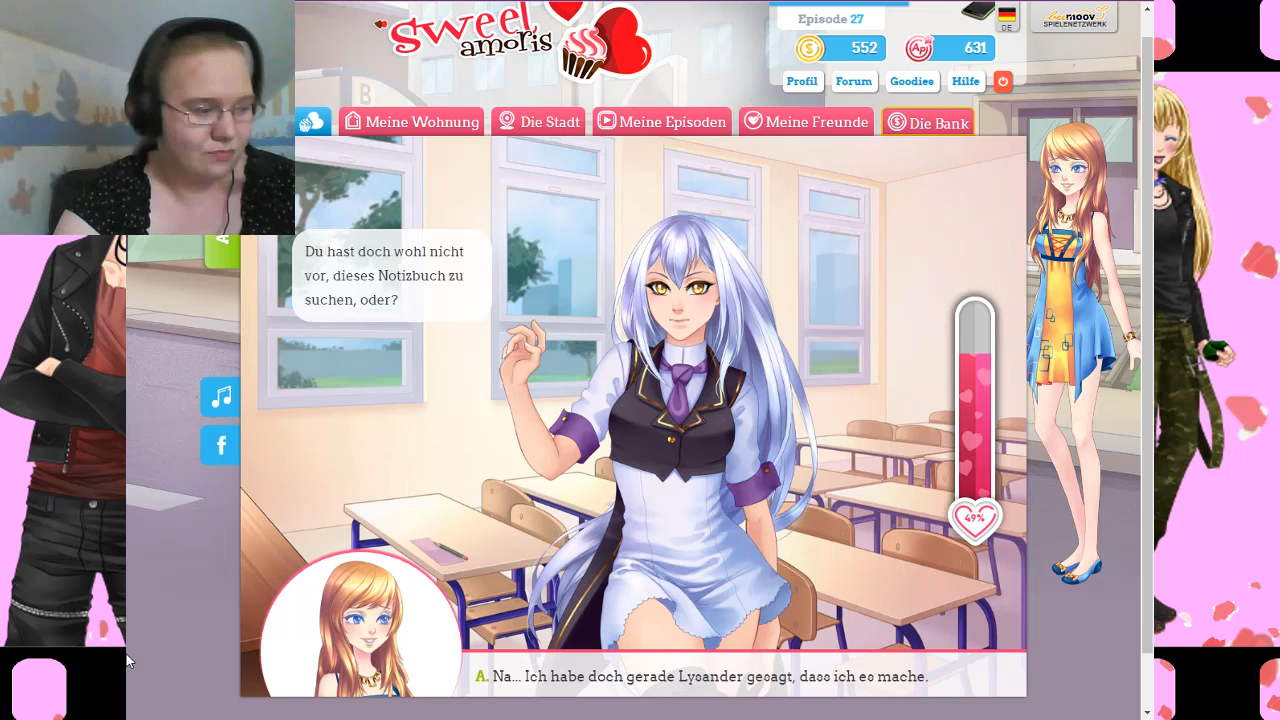 sweet
amoris
Episode 27
DE
SPIELENETZWERK
552
631
Profil
Forum
Goodies
Hilfe
B
Meine Wohnung
Die Stadt
Meine Episoden
Meine Freunde
Die Bank
Du hast doch wohl nicht
vor, dieses Notizbuch zu
suchen, oder?
49%
A. Na... Ich habe doch gerade Lysander gesagt, dass ich es mache.